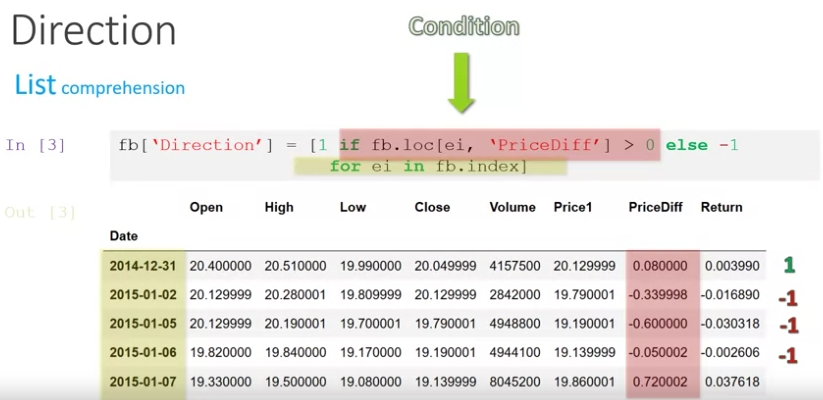 Direction
Condition
List comprehension
In [3]
fb[‘Direction’] = [1 if fb.loc[ei, ‘PriceDiff’] > 0 else -1
for ei in fb.index]
Out [3]
Open High Low Close Volume Price1 PriceDiff Return
Date
2014-12-31 20.400000 20.510000 19.990000 20.049999 4157500 20.129999 0.080000 0.003990 1
2015-01-02 20.129999 20.280001 19.809999 20.129999 2842000 19.790001 -0.339998 -0.016890 -1
2015-01-05 20.129999 20.190001 19.700001 19.790001 4948800 19.190001 -0.600000 -0.030318 -1
2015-01-06 19.820000 19.840000 19.170000 19.190001 4944100 19.139999 -0.050002 -0.002606 -1
2015-01-07 19.330000 19.500000 19.080000 19.139999 8045200 19.860001 0.720002 0.037618